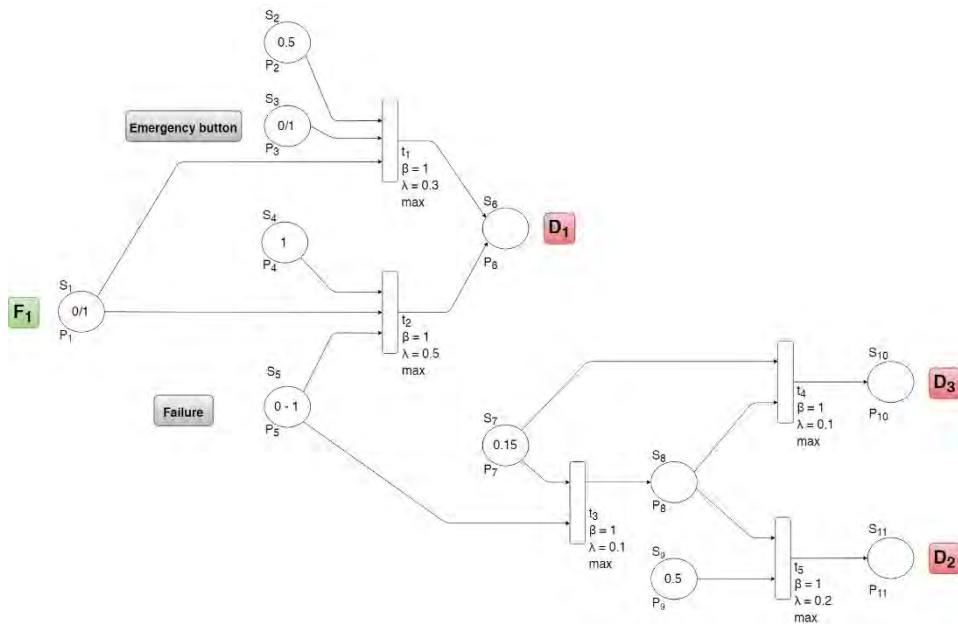 S2
0.5
P2
Emergency button
S3
0/1
P3
t1
β = 1
λ = 0.3
max
S4
1
P4
S6
P6
D1
F1
S1
0/1
P1
t2
β = 1
λ = 0.5
max
Failure
S5
0 - 1
P5
S7
0.15
P7
t3
β = 1
λ = 0.1
max
S8
P8
t4
β = 1
λ = 0.1
max
S10
P10
D3
S9
0.5
P9
t5
β = 1
λ = 0.2
max
S11
P11
D2